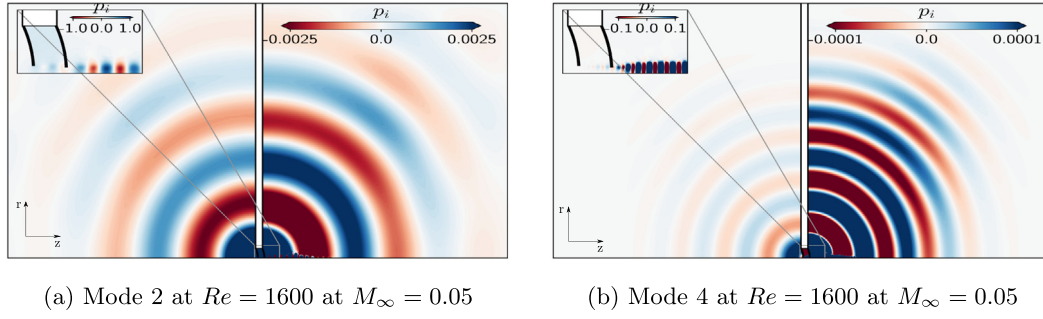 p_i
-1.0 0.0 1.0
p_i
-0.0025 0.0 0.0025
r
z
(a) Mode 2 at Re = 1600 at M_∞ = 0.05
p_i
-0.1 0.0 0.1
p_i
-0.0001 0.0 0.0001
r
z
(b) Mode 4 at Re = 1600 at M_∞ = 0.05